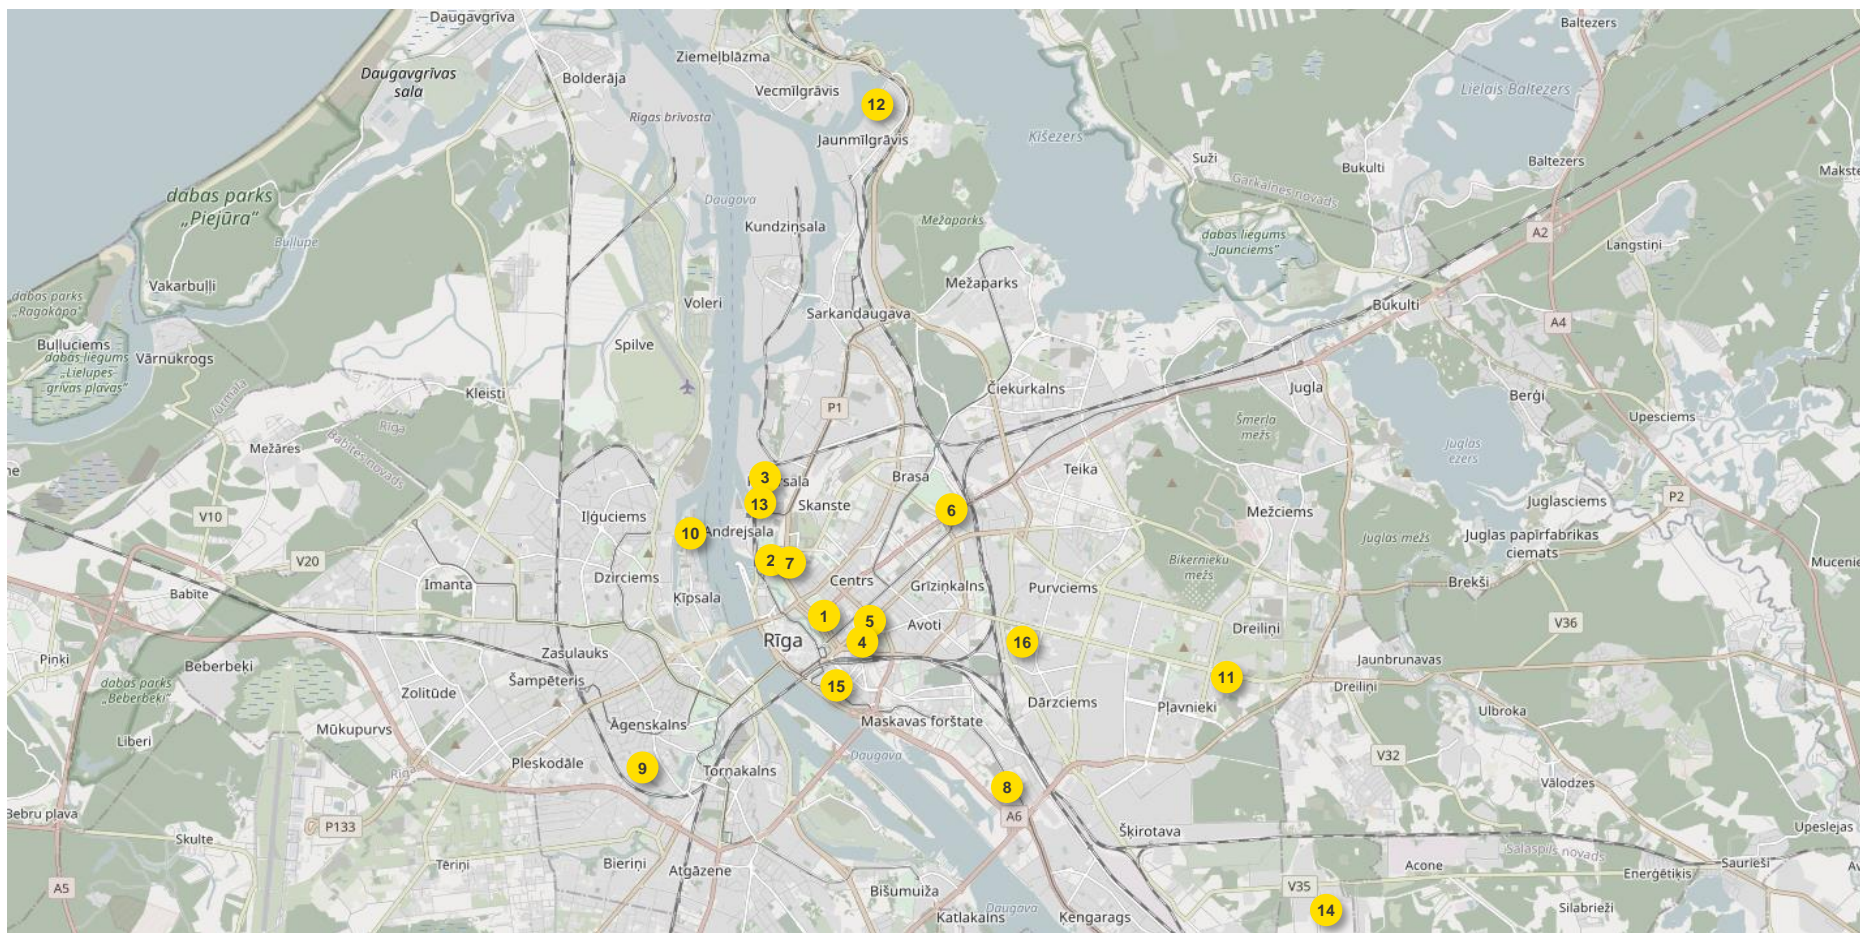 Daugavgrīva
Ziemeļblāzma
Baltezers
Daugavgrīvas
sala
Bolderāja
Vecmīlgrāvis
12
Lielais Baltezers
Rīgas brīvosta
Jaunmīlgrāvis
Ķīšezers
Suži
Bukulti
Baltezers
Garkalnes novads
dabas parks
„Piejūra“
Daugava
Mežaparks
Kundziņsala
dabas liegums
„Jaunciems“
A2
Langstiņi
Buļļupe
Vakarbuļļi
Mežaparks
dabas parks
„Ragakāpa“
Voleri
Bukulti
Sarkandaugava
A4
Buļļuciems
Vārnukrogs
Spilve
dabas liegums
„Lielupes
grīvas pļavas“
Kleisti
Čiekurkalns
Jugla
Berģi
Jūrmala
Rīga
P1
Upesciems
Šmerļa
mežs
Mežāres
Babītes novads
Juglas
ezers
Teika
3
Brasa
P2
13
Skanste
6
Mežciems
Juglasciems
V10
Iļģuciems
10
Andrejsala
Juglas mežs
Juglas papīrfabrikas
ciemats
V20
2
7
Biķernieku
mežs
Imanta
Dzirciems
Centrs
Grīziņkalns
Purvciems
Brekši
Babīte
Ķīpsala
1
5
Avoti
V36
Dreiliņi
Rīga
4
16
Piņķi
Beberbeķi
Zasulauks
Jaunbrunavas
Šampēteris
15
11
Dreiliņi
dabas parks
„Beberbeķi“
Zolitūde
Dārzciems
Pļavnieki
Ulbroka
Mūkupurvs
Āgenskalns
Maskavas forštate
Liberi
Daugava
V32
Pleskodāle
9
Torņakalns
Rīga
8
Vālodzes
Bebru pļava
P133
A6
Skulte
Šķirotava
Upeslejas
Tēriņi
Bieriņi
Atgāzene
Acone
Salaspils novads
Saurieši
Enerģētiķis
A5
Bišumuiža
V35
14
Silabrieži
Daugava
Katlakalns
Ķengarags